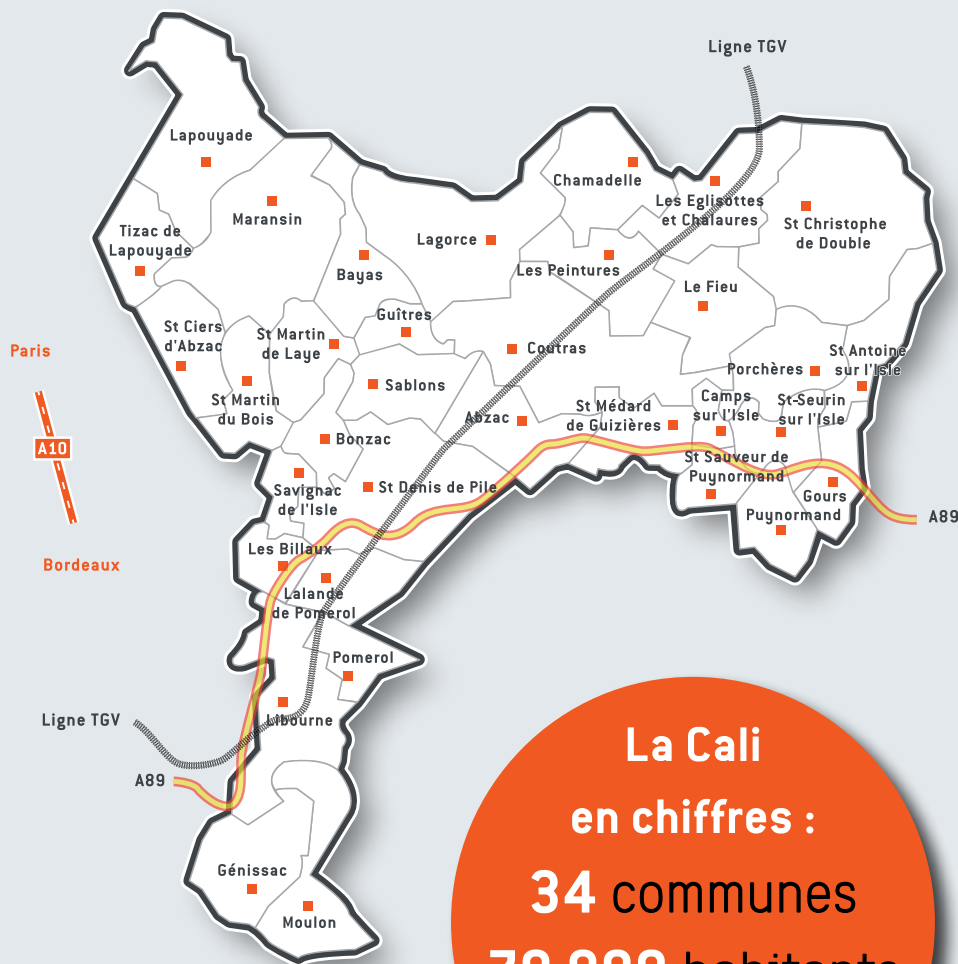 Ligne TGV
Lapouyade
Chamadelle
Les Eglisottes
et Chalaures
Maransin
St Christophe
de Double
Tizac de
Lapouyade
Lagorce
Bayas
Les Peintures
Le Fieu
Guîtres
St Ciers
d'Abzac
St Martin
de Laye
Coutras
Paris
St Antoine
sur l'Isle
Porchères
Sablons
St Martin
du Bois
Camps
sur l'Isle
St-Seurin
sur l'Isle
Abzac
St Médard
de Guizières
A10
Bonzac
St Sauveur de
Puynormand
St Denis de Pile
Savignac
de l'Isle
Gours
Puynormand
A89
Les Billaux
Bordeaux
Lalande
de Pomerol
Pomerol
Ligne TGV
Libourne
A89
La Cali
en chiffres :
34 communes
habitants
Génissac
Moulon